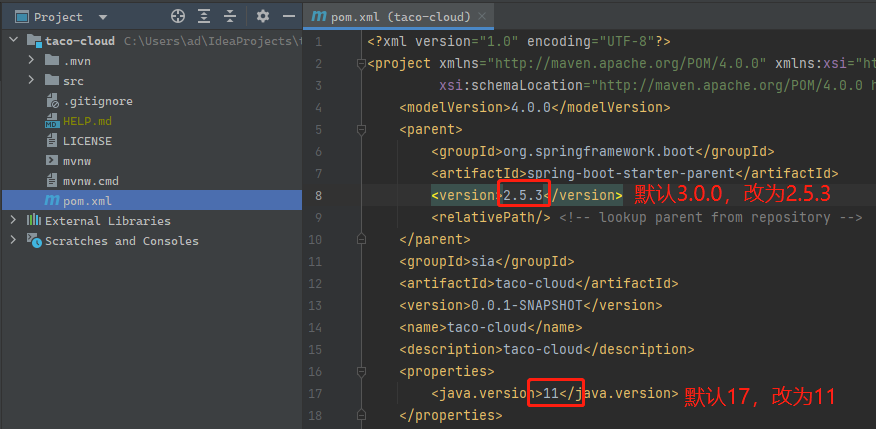 Project
pom.xml (taco-cloud)
taco-cloud C:\Users\ad\IdeaProjects\t
.mvn
src
.gitignore
HELP.md
LICENSE
mvnw
mvnw.cmd
pom.xml
External Libraries
Scratches and Consoles
1 <?xml version="1.0" encoding="UTF-8"?>
2 <project xmlns="http://maven.apache.org/POM/4.0.0" xmlns:xsi="ht
3 xsi:schemaLocation="http://maven.apache.org/POM/4.0.0 h
4 <modelVersion>4.0.0</modelVersion>
5 <parent>
6 <groupId>org.springframework.boot</groupId>
7 <artifactId>spring-boot-starter-parent</artifactId>
8 <version>2.5.3</version> 默认3.0.0，改为2.5.3
9 <relativePath/> <!-- lookup parent from repository -->
10 </parent>
11 <groupId>sia</groupId>
12 <artifactId>taco-cloud</artifactId>
13 <version>0.0.1-SNAPSHOT</version>
14 <name>taco-cloud</name>
15 <description>taco-cloud</description>
16 <properties>
17 <java.version>11</java.version> 默认17，改为11
18 </properties>